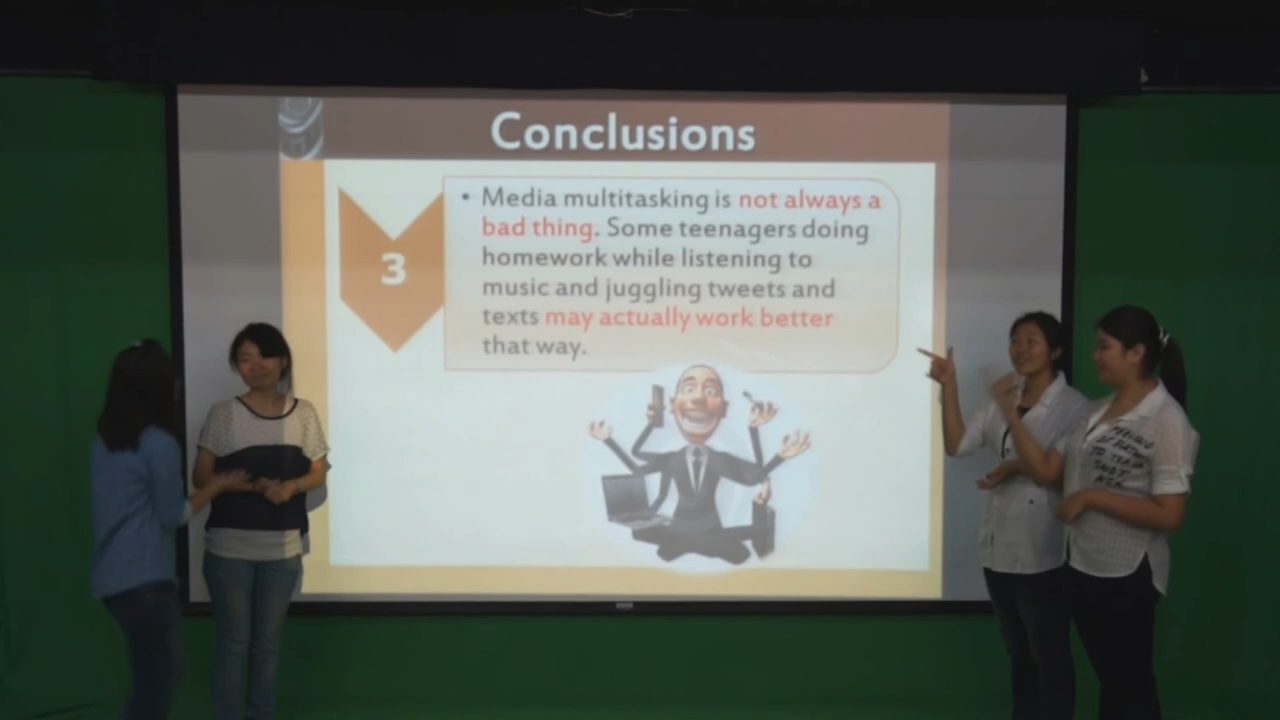 Conclusions
3
• Media multitasking is not always a
bad thing. Some teenagers doing
homework while listening to
music and juggling tweets and
texts may actually work better
that way.
TO